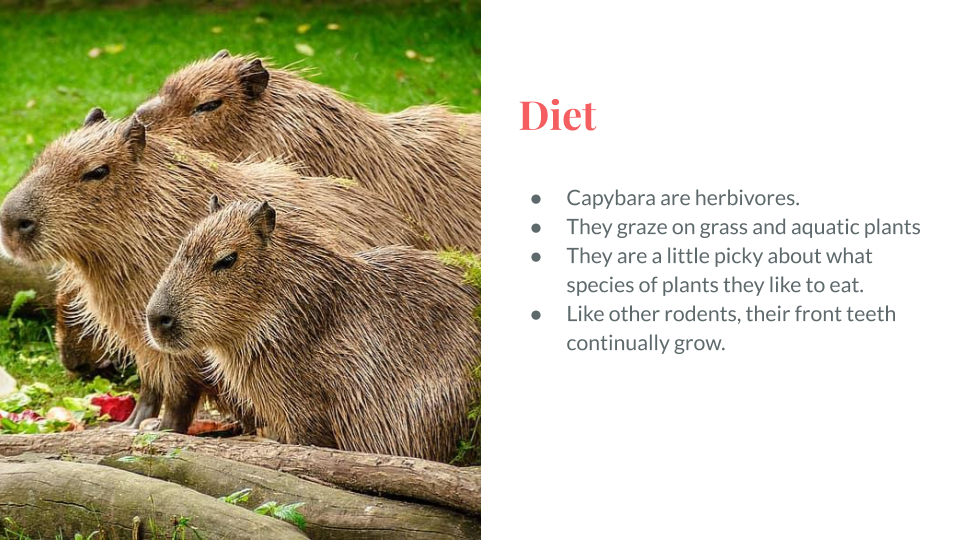 Diet
● Capybara are herbivores.
● They graze on grass and aquatic plants
● They are a little picky about what
species of plants they like to eat.
● Like other rodents, their front teeth
continually grow.